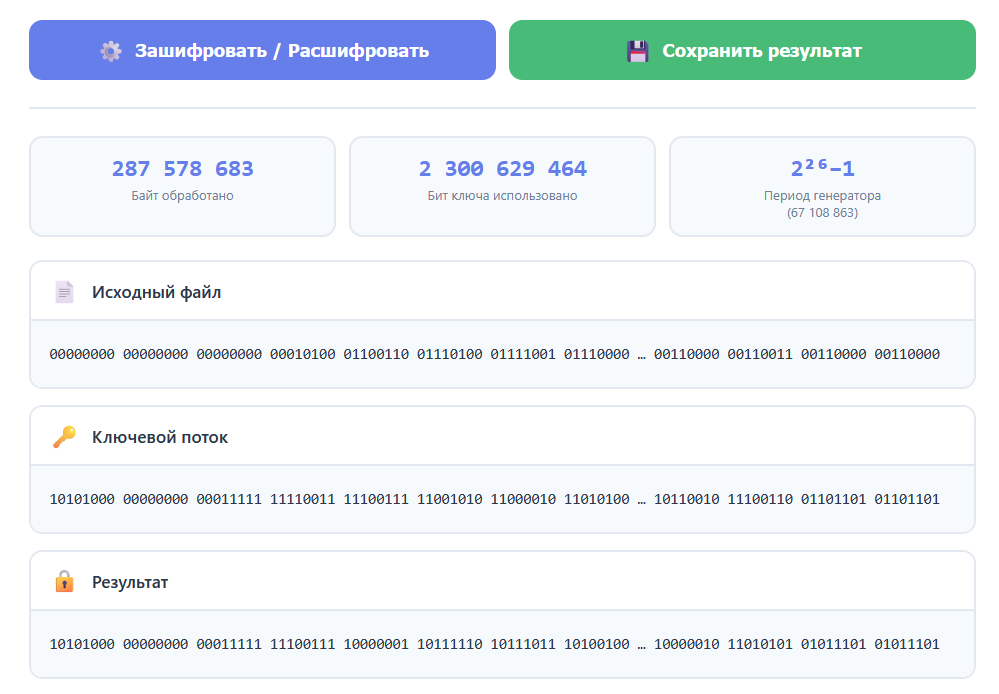 Зашифровать / Расшифровать
Сохранить результат
287 578 683
Байт обработано
2 300 629 464
Бит ключа использовано
2²⁶−1
Период генератора
(67 108 863)
Исходный файл
00000000 00000000 00000000 00010100 01100110 01110100 01111001 01110000 … 00110000 00110011 00110000 00110000
Ключевой поток
10101000 00000000 00011111 11110011 11100111 11001010 11000010 11010100 … 10110010 11100110 01101101 01101101
Результат
10101000 00000000 00011111 11100111 10000001 10111110 10111011 10100100 … 10000010 11010101 01011101 01011101